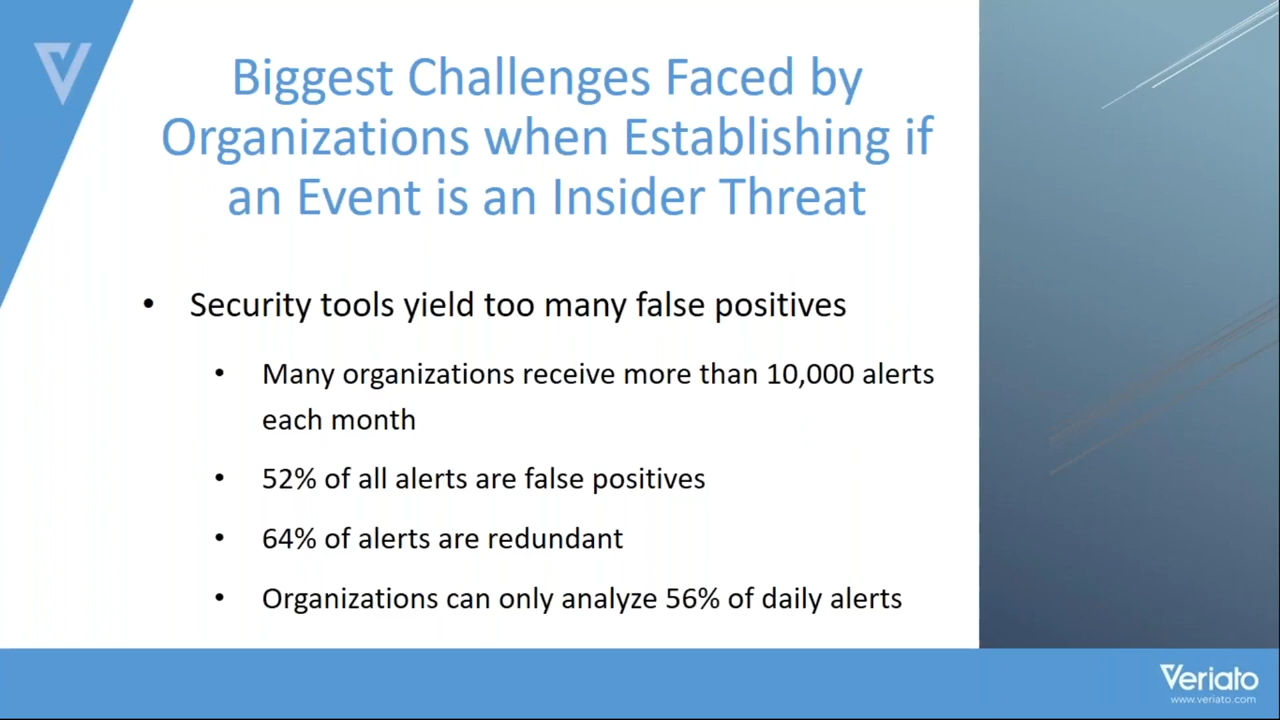 Biggest Challenges Faced by
Organizations when Establishing if
an Event is an Insider Threat
• Security tools yield too many false positives
• Many organizations receive more than 10,000 alerts
each month
• 52% of all alerts are false positives
• 64% of alerts are redundant
• Organizations can only analyze 56% of daily alerts
Veriato
www.veriato.com